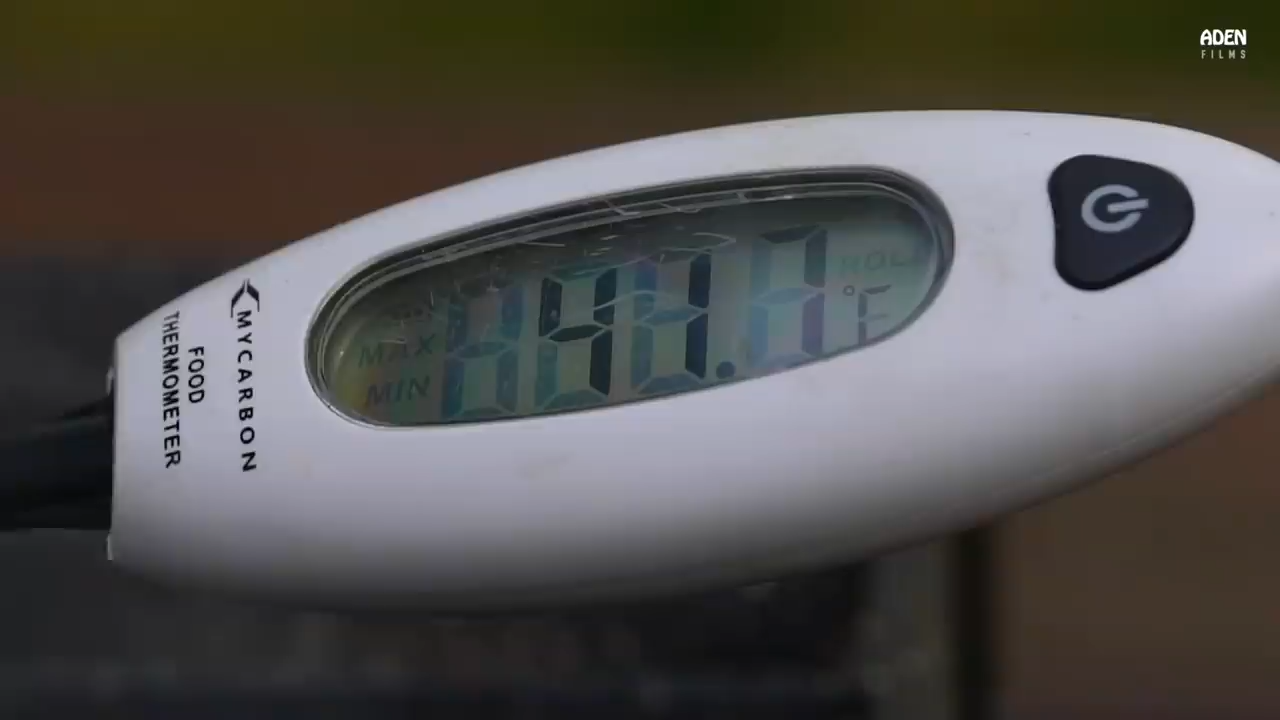 ADEN
FILMS
MYCARBON
FOOD
THERMOMETER
MAX
MIN
°F